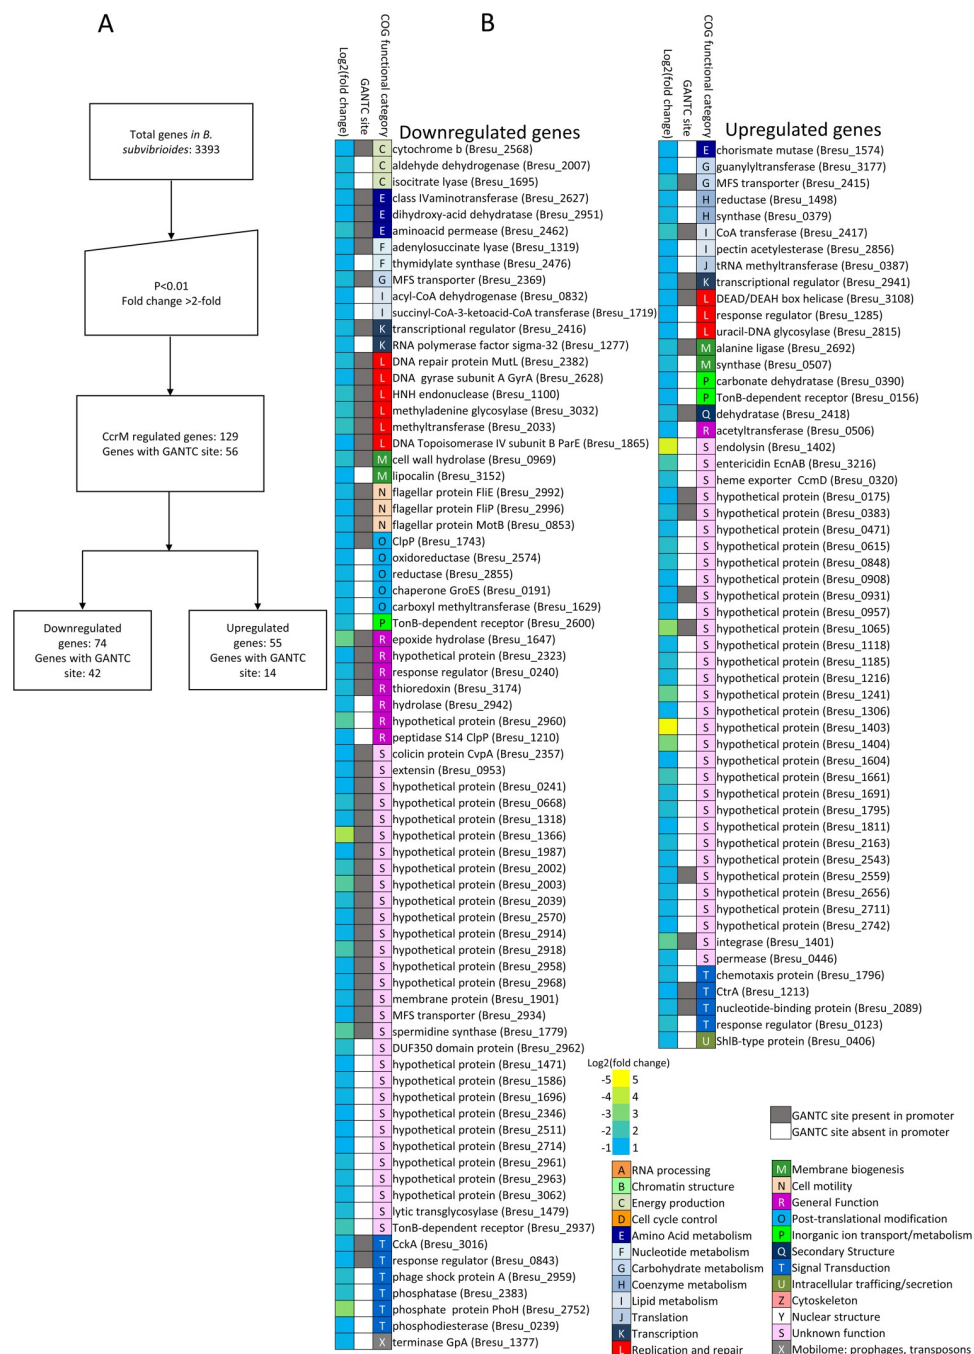 A
B
Total genes in B.
subvibrioides: 3393
P<0.01
Fold change >2-fold
CcrM regulated genes: 129
Genes with GANTC site: 56
Downregulated
genes: 74
Genes with GANTC
site: 42
Upregulated
genes: 55
Genes with GANTC
site: 14
Log2(fold change)
GANTC site
COG functional category
Downregulated genes
C cytochrome b (Bresu_2568)
C aldehyde dehydrogenase (Bresu_2007)
C isocitrate lyase (Bresu_1695)
E class IVaminotransferase (Bresu_2627)
E dihydroxy-acid dehydratase (Bresu_2951)
E aminoacid permease (Bresu_2462)
F adenylosuccinate lyase (Bresu_1319)
F thymidylate synthase (Bresu_2476)
G MFS transporter (Bresu_2369)
I acyl-CoA dehydrogenase (Bresu_0832)
I succinyl-CoA-3-ketoacid-CoA transferase (Bresu_1719)
K transcriptional regulator (Bresu_2416)
K RNA polymerase factor sigma-32 (Bresu_1277)
L DNA repair protein MutL (Bresu_2382)
L DNA gyrase subunit A GyrA (Bresu_2628)
L HNH endonuclease (Bresu_1100)
L methyladenine glycosylase (Bresu_3032)
L methyltransferase (Bresu_2033)
L DNA Topoisomerase IV subunit B ParE (Bresu_1865)
M cell wall hydrolase (Bresu_0969)
M lipocalin (Bresu_3152)
N flagellar protein FliE (Bresu_2992)
N flagellar protein FliP (Bresu_2996)
N flagellar protein MotB (Bresu_0853)
O ClpP (Bresu_1743)
O oxidoreductase (Bresu_2574)
O reductase (Bresu_2855)
O chaperone GroES (Bresu_0191)
O carboxyl methyltransferase (Bresu_1629)
P TonB-dependent receptor (Bresu_2600)
R epoxide hydrolase (Bresu_1647)
R hypothetical protein (Bresu_2323)
R response regulator (Bresu_0240)
R thioredoxin (Bresu_3174)
R hydrolase (Bresu_2942)
R hypothetical protein (Bresu_2960)
R peptidase S14 ClpP (Bresu_1210)
S colicin protein CvpA (Bresu_2357)
S extensin (Bresu_0953)
S hypothetical protein (Bresu_0241)
S hypothetical protein (Bresu_0668)
S hypothetical protein (Bresu_1318)
S hypothetical protein (Bresu_1366)
S hypothetical protein (Bresu_1987)
S hypothetical protein (Bresu_2002)
S hypothetical protein (Bresu_2003)
S hypothetical protein (Bresu_2039)
S hypothetical protein (Bresu_2570)
S hypothetical protein (Bresu_2914)
S hypothetical protein (Bresu_2918)
S hypothetical protein (Bresu_2958)
S hypothetical protein (Bresu_2968)
S membrane protein (Bresu_1901)
S MFS transporter (Bresu_2934)
S spermidine synthase (Bresu_1779)
S DUF350 domain protein (Bresu_2962)
S hypothetical protein (Bresu_1471)
S hypothetical protein (Bresu_1586)
S hypothetical protein (Bresu_1696)
S hypothetical protein (Bresu_2346)
S hypothetical protein (Bresu_2511)
S hypothetical protein (Bresu_2714)
S hypothetical protein (Bresu_2961)
S hypothetical protein (Bresu_2963)
S hypothetical protein (Bresu_3062)
S lytic transglycosylase (Bresu_1479)
S TonB-dependent receptor (Bresu_2937)
T CckA (Bresu_3016)
T response regulator (Bresu_0843)
T phage shock protein A (Bresu_2959)
T phosphatase (Bresu_2383)
T phosphate protein PhoH (Bresu_2752)
T phosphodiesterase (Bresu_0239)
X terminase GpA (Bresu_1377)
Log2(fold change)
GANTC site
COG functional category
Upregulated genes
E chorismate mutase (Bresu_1574)
G guanylyltransferase (Bresu_3177)
G MFS transporter (Bresu_2415)
H reductase (Bresu_1498)
H synthase (Bresu_0379)
I CoA transferase (Bresu_2417)
I pectin acetylesterase (Bresu_2856)
J tRNA methyltransferase (Bresu_0387)
K transcriptional regulator (Bresu_2941)
L DEAD/DEAH box helicase (Bresu_3108)
L response regulator (Bresu_1285)
L uracil-DNA glycosylase (Bresu_2815)
M alanine ligase (Bresu_2692)
M synthase (Bresu_0507)
P carbonate dehydratase (Bresu_0390)
P TonB-dependent receptor (Bresu_0156)
Q dehydratase (Bresu_2418)
R acetyltransferase (Bresu_0506)
S endolysin (Bresu_1402)
S entericidin EcnAB (Bresu_3216)
S heme exporter CcmD (Bresu_0320)
S hypothetical protein (Bresu_0175)
S hypothetical protein (Bresu_0383)
S hypothetical protein (Bresu_0471)
S hypothetical protein (Bresu_0615)
S hypothetical protein (Bresu_0848)
S hypothetical protein (Bresu_0908)
S hypothetical protein (Bresu_0931)
S hypothetical protein (Bresu_0957)
S hypothetical protein (Bresu_1065)
S hypothetical protein (Bresu_1118)
S hypothetical protein (Bresu_1185)
S hypothetical protein (Bresu_1216)
S hypothetical protein (Bresu_1241)
S hypothetical protein (Bresu_1306)
S hypothetical protein (Bresu_1403)
S hypothetical protein (Bresu_1404)
S hypothetical protein (Bresu_1604)
S hypothetical protein (Bresu_1661)
S hypothetical protein (Bresu_1691)
S hypothetical protein (Bresu_1795)
S hypothetical protein (Bresu_1811)
S hypothetical protein (Bresu_2163)
S hypothetical protein (Bresu_2543)
S hypothetical protein (Bresu_2559)
S hypothetical protein (Bresu_2656)
S hypothetical protein (Bresu_2711)
S hypothetical protein (Bresu_2742)
S integrase (Bresu_1401)
S permease (Bresu_0446)
T chemotaxis protein (Bresu_1796)
T CtrA (Bresu_1213)
T nucleotide-binding protein (Bresu_2089)
T response regulator (Bresu_0123)
U ShlB-type protein (Bresu_0406)
Log2(fold change)
-5 5
-4 4
-3 3
-2 2
-1 1
GANTC site present in promoter
GANTC site absent in promoter
A RNA processing
B Chromatin structure
C Energy production
D Cell cycle control
E Amino Acid metabolism
F Nucleotide metabolism
G Carbohydrate metabolism
H Coenzyme metabolism
I Lipid metabolism
J Translation
K Transcription
L Replication and repair
M Membrane biogenesis
N Cell motility
R General Function
O Post-translational modification
P Inorganic ion transport/metabolism
Q Secondary Structure
T Signal Transduction
U Intracellular trafficing/secretion
Z Cytoskeleton
Y Nuclear structure
S Unknown function
X Mobilome: prophages, transposons